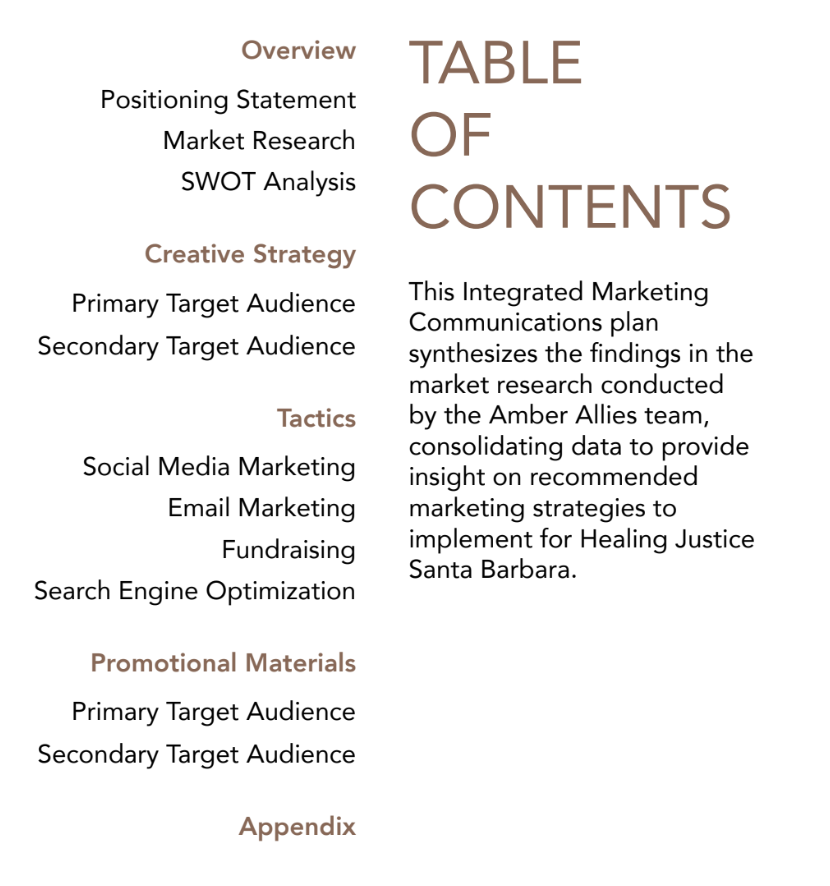 Overview
Positioning Statement
Market Research
SWOT Analysis
Creative Strategy
Primary Target Audience
Secondary Target Audience
Tactics
Social Media Marketing
Email Marketing
Fundraising
Search Engine Optimization
Promotional Materials
Primary Target Audience
Secondary Target Audience
Appendix
TABLE
OF
CONTENTS
This Integrated Marketing
Communications plan
synthesizes the findings in the
market research conducted
by the Amber Allies team,
consolidating data to provide
insight on recommended
marketing strategies to
implement for Healing Justice
Santa Barbara.